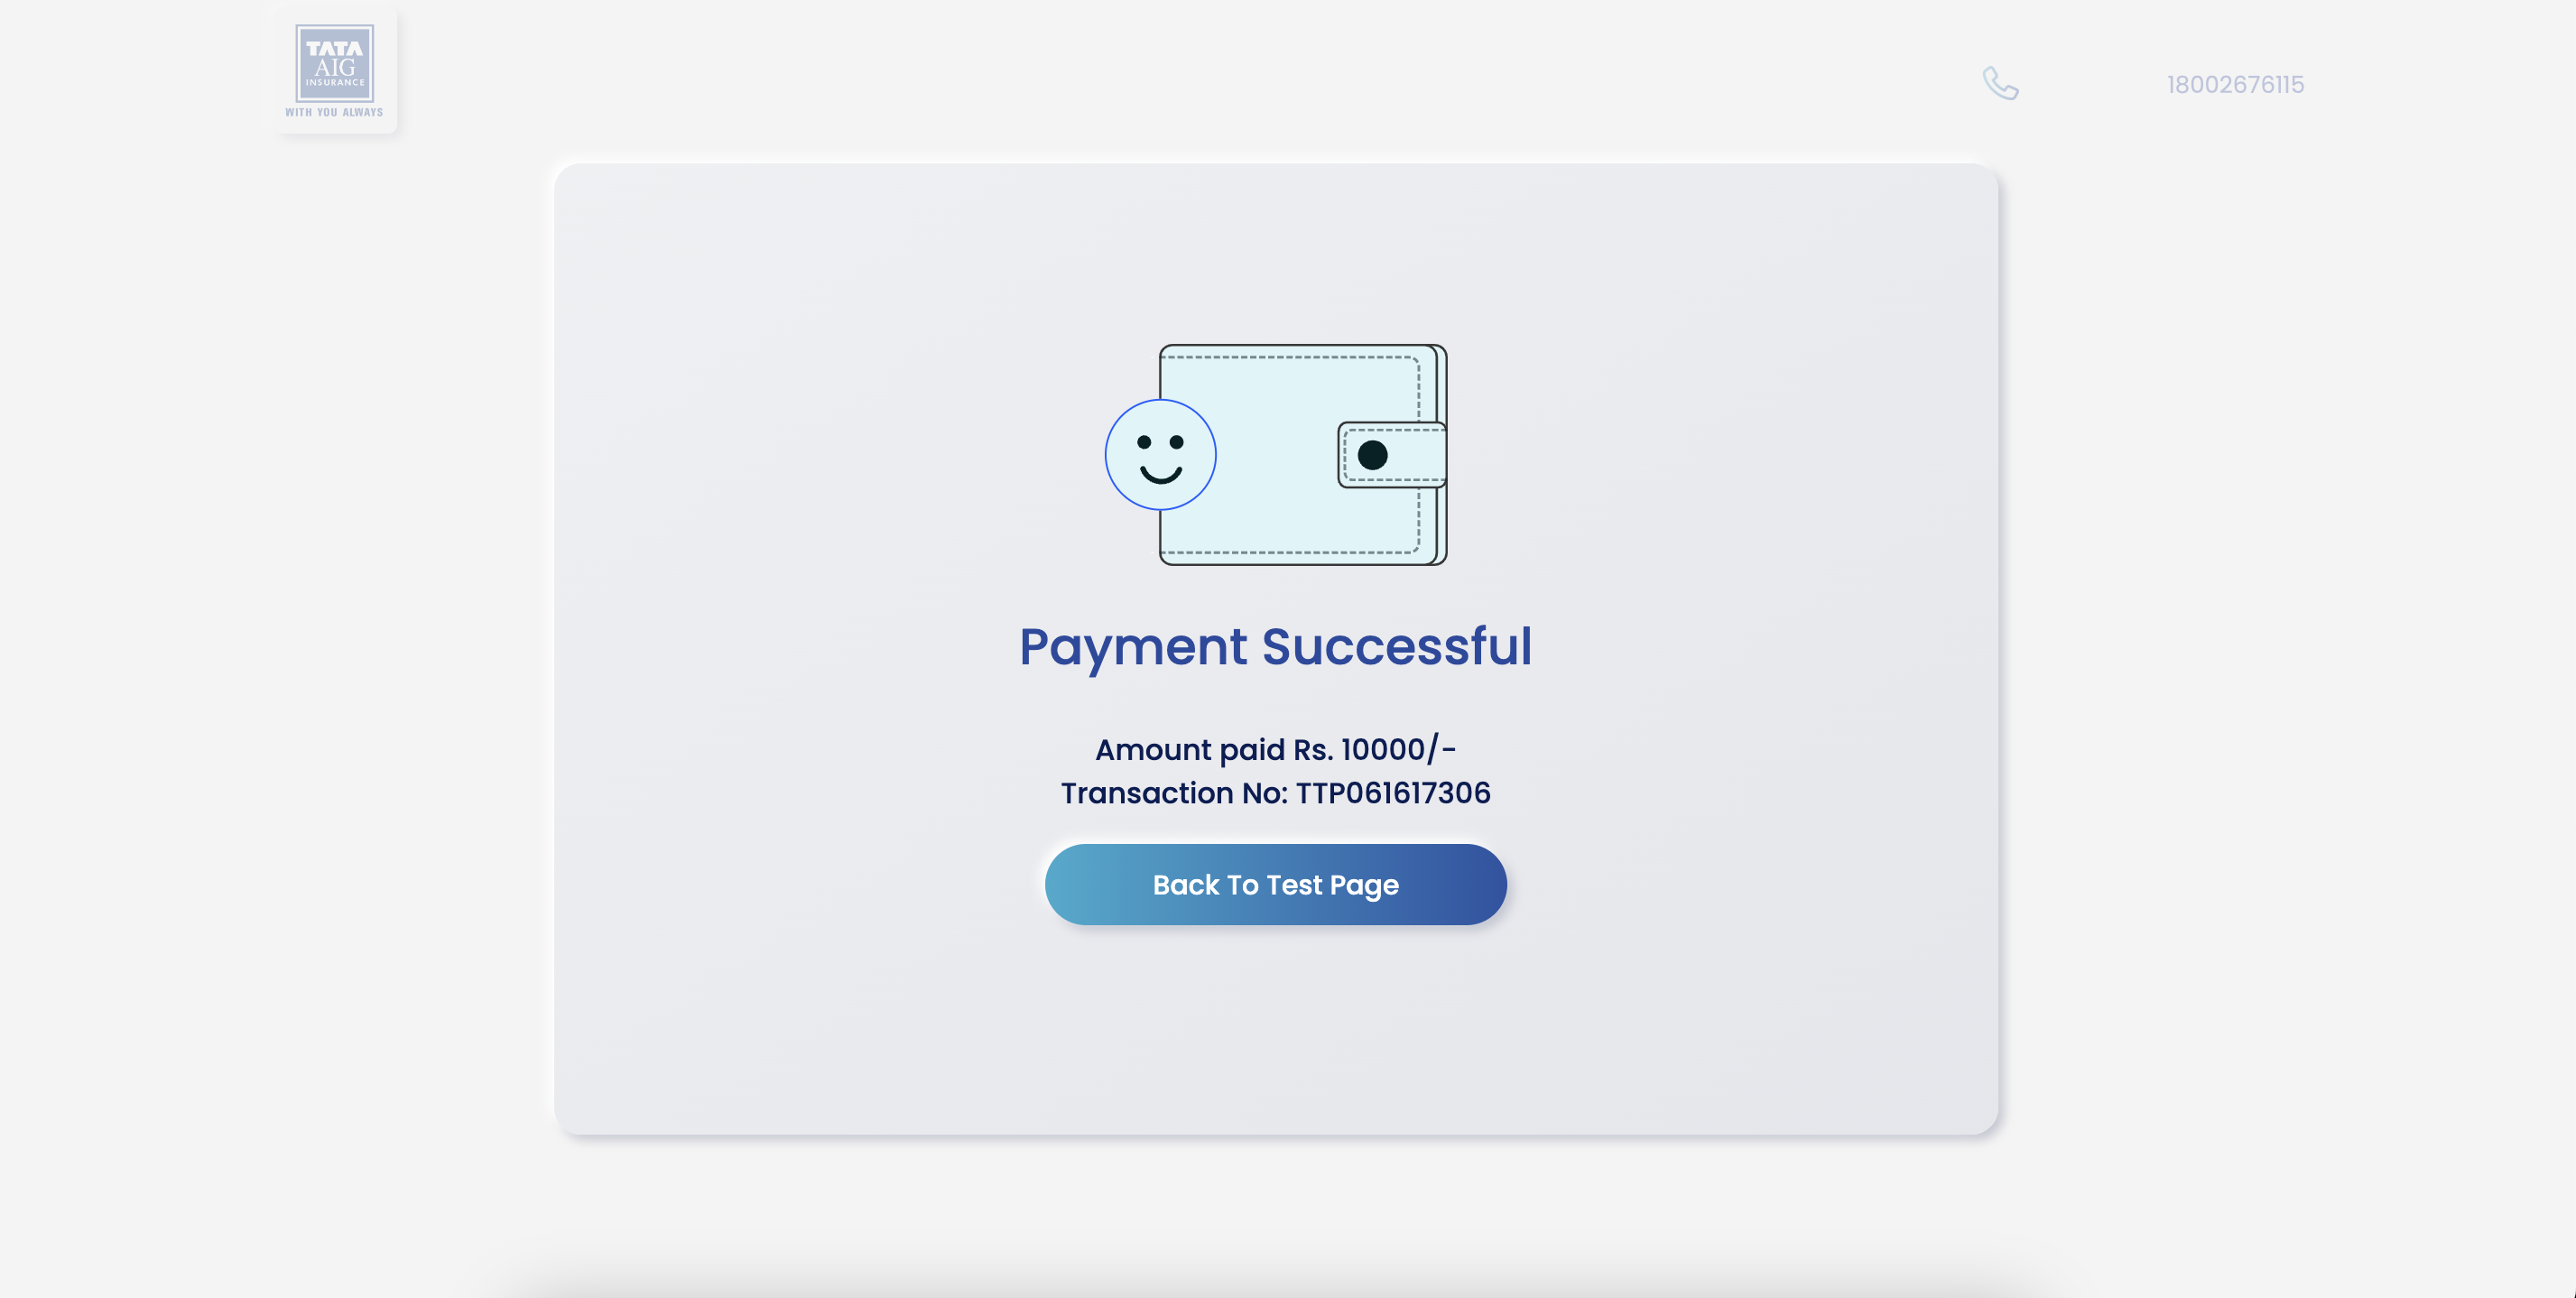 TATA
AIG
INSURANCE
WITH YOU ALWAYS
18002676115
Payment Successful
Amount paid Rs. 10000/-
Transaction No: TTP061617306
Back To Test Page